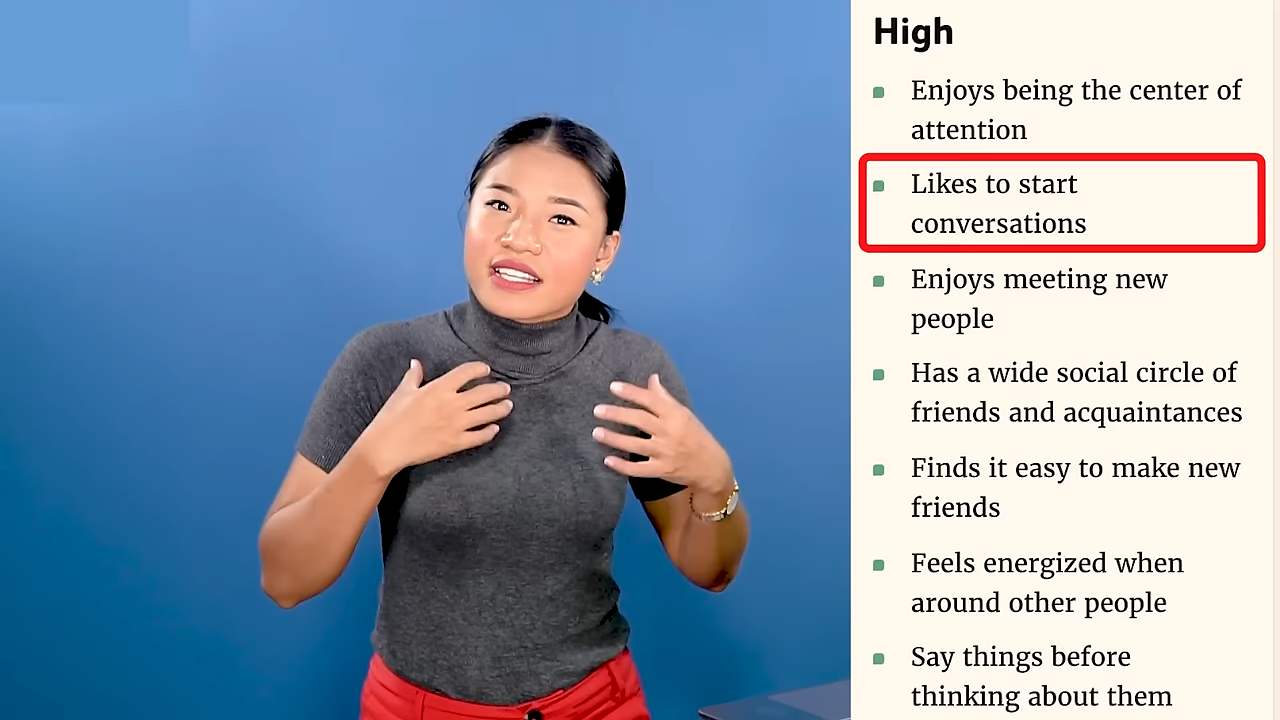 High
Enjoys being the center of
attention
Likes to start
conversations
Enjoys meeting new
people
Has a wide social circle of
friends and acquaintances
Finds it easy to make new
friends
Feels energized when
around other people
Say things before
thinking about them